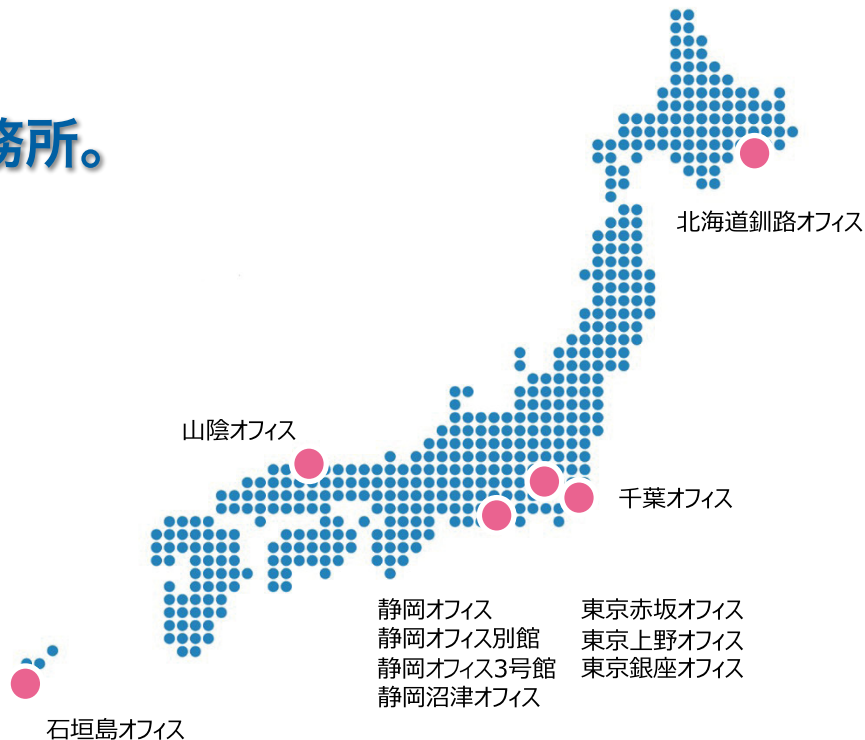 務所。
北海道釧路オフィス
山陰オフィス
千葉オフィス
静岡オフィス
静岡オフィス別館
静岡オフィス3号館
静岡沼津オフィス
東京赤坂オフィス
東京上野オフィス
東京銀座オフィス
石垣島オフィス